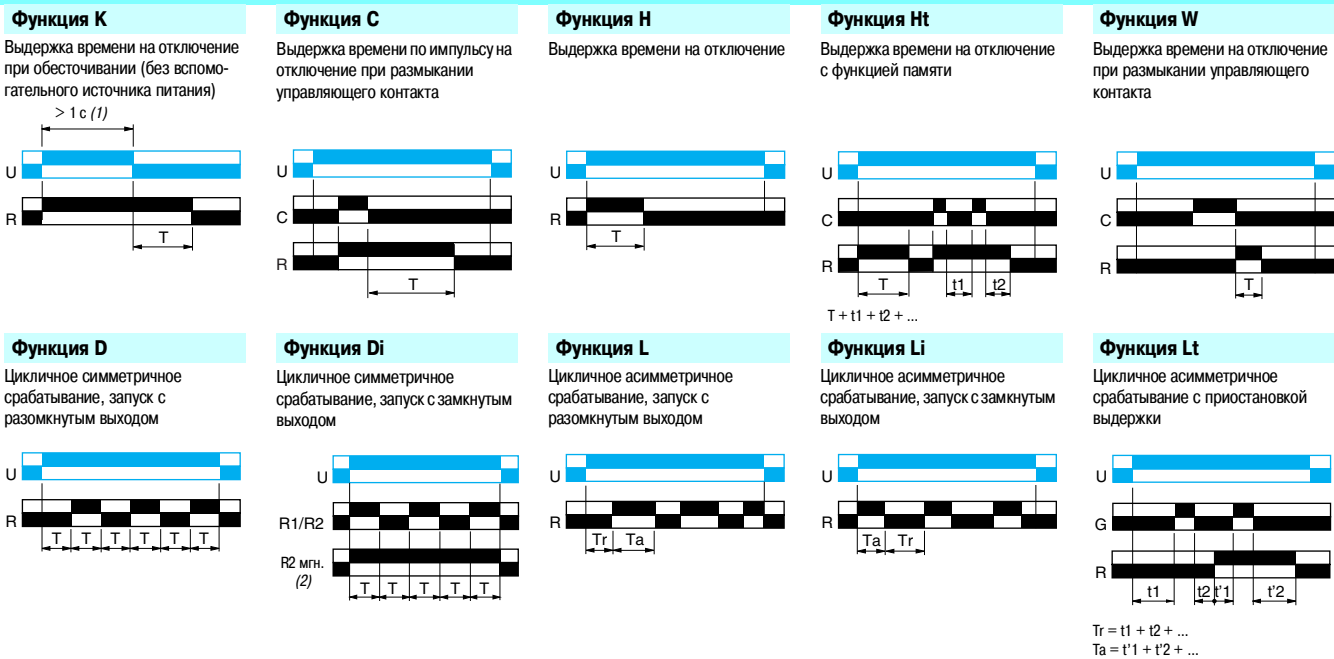 Функция K
Выдержка времени на отключение
при обесточивании (без вспомо-
гательного источника питания)
> 1 с (1)
U
R
T
Функция C
Выдержка времени по импульсу на
отключение при размыкании
управляющего контакта
U
C
R
T
Функция H
Выдержка времени на отключение
U
R
T
Функция Ht
Выдержка времени на отключение
с функцией памяти
U
C
R
T t1 t2
T + t1 + t2 + ...
Функция W
Выдержка времени на отключение
при размыкании управляющего
контакта
U
C
R
T
Функция D
Цикличное симметричное
срабатывание, запуск с
разомкнутым выходом
U
R
T T T T T T
Функция Di
Цикличное симметричное
срабатывание, запуск с замкнутым
выходом
U
R1/R2
R2 мгн.
(2)
T T T T T
Функция L
Цикличное асимметричное
срабатывание, запуск с
разомкнутым выходом
U
R
Tr Ta
Функция Li
Цикличное асимметричное
срабатывание, запуск с замкнутым
выходом
U
R
Ta Tr
Функция Lt
Цикличное асимметричное
срабатывание с приостановкой
выдержки
U
G
R
t1 t2 t'1 t'2
Tr = t1 + t2 + ...
Ta = t'1 + t'2 + ...